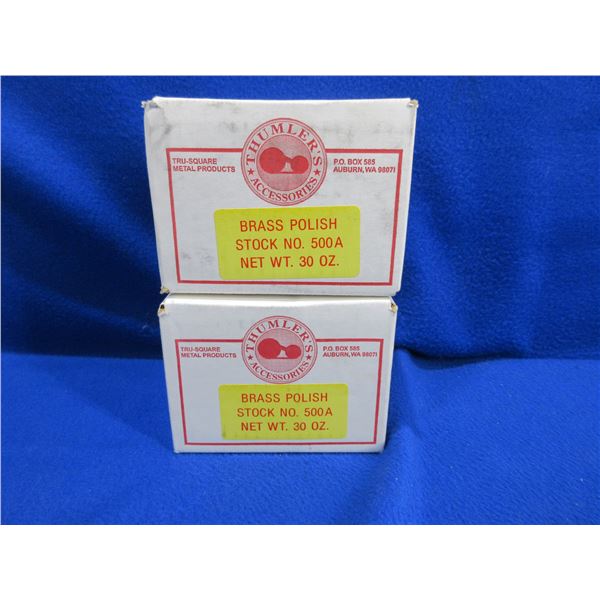 THUMLER'S
ACCESSORIES
TRU-SQUARE
METAL PRODUCTS
P.O. BOX 585
AUBURN, WA 98071
BRASS POLISH
STOCK NO. 500A
NET WT. 30 OZ.
THUMLER'S
ACCESSORIES
TRU-SQUARE
METAL PRODUCTS
P.O. BOX 585
AUBURN, WA 98071
BRASS POLISH
STOCK NO. 500A
NET WT. 30 OZ.